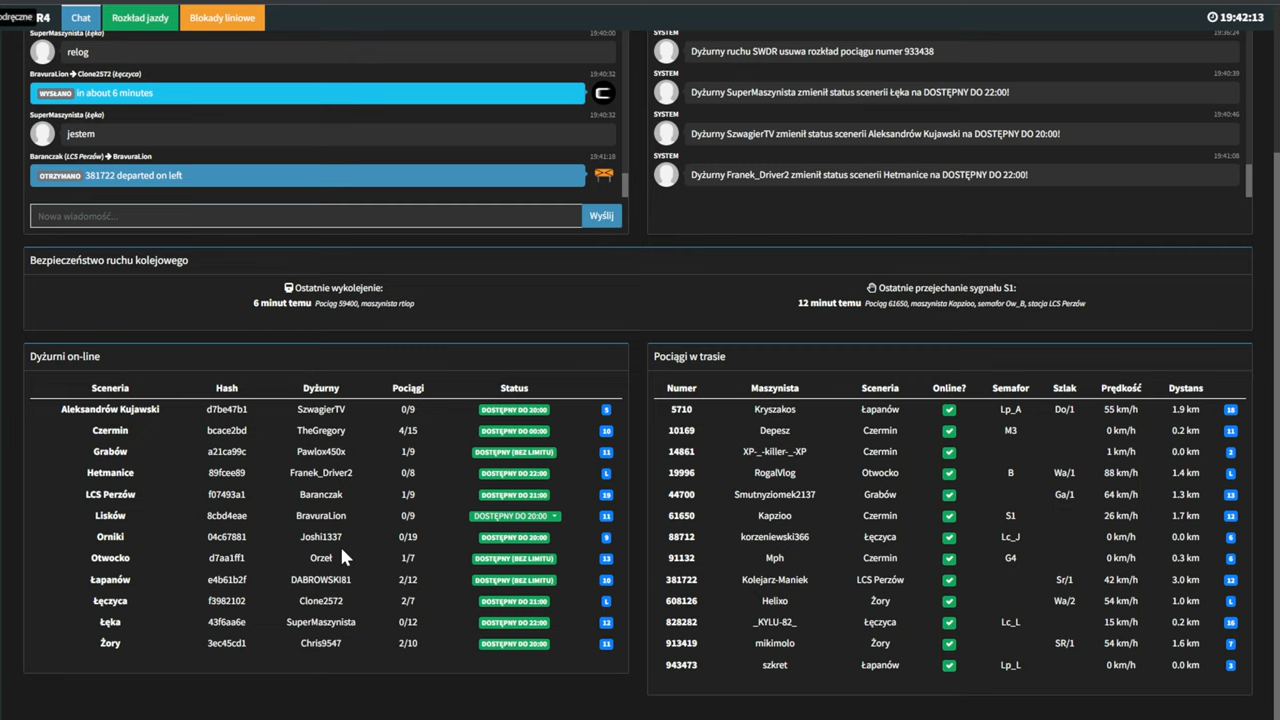 odręczne R4 Chat Rozkład jazdy Blokady liniowe 19:42:13
SuperMaszynista (Łęka) 19:40:00
relog
BravuraLion → Clone2572 (Łęczyca) 19:40:32
WYSŁANO in about 6 minutes
SuperMaszynista (Łęka) 19:40:32
jestem
Baranczak (LCS Perzów) → BravuraLion 19:41:18
OTRZYMANO 381722 departed on left
Nowa wiadomość... Wyślij
SYSTEM 19:36:24
Dyżurny ruchu SWDR usuwa rozkład pociągu numer 933438
SYSTEM 19:40:39
Dyżurny SuperMaszynista zmienił status scenerii Łęka na DOSTĘPNY DO 22:00!
SYSTEM 19:40:46
Dyżurny SzwagierTV zmienił status scenerii Aleksandrów Kujawski na DOSTĘPNY DO 20:00!
SYSTEM 19:41:08
Dyżurny Franek_Driver2 zmienił status scenerii Hetmanice na DOSTĘPNY DO 22:00!
Bezpieczeństwo ruchu kolejowego
Ostatnie wykolejenie:
6 minut temu Pociąg 59400, maszynista rtiop
Ostatnie przejechanie sygnału S1:
12 minut temu Pociąg 61650, maszynista Kapzioo, semafor Ow_B, stacja LCS Perzów
Dyżurni on-line
Sceneria Hash Dyżurny Pociągi Status
Aleksandrów Kujawski d7be47b1 SzwagierTV 0/9 DOSTĘPNY DO 20:00 5
Czermin bcace2bd TheGregory 4/15 DOSTĘPNY DO 00:00 10
Grabów a21ca99c Pawlox450x 1/9 DOSTĘPNY (BEZ LIMITU) 11
Hetmanice 89fcee89 Franek_Driver2 0/8 DOSTĘPNY DO 22:00 L
LCS Perzów f07493a1 Baranczak 1/9 DOSTĘPNY DO 21:00 19
Lisków 8cbd4eae BravuraLion 0/9 DOSTĘPNY DO 20:00 11
Orniki 04c67881 Joshi1337 0/19 DOSTĘPNY DO 20:00 9
Otwocko d7aa1ff1 Orzeł 1/7 DOSTĘPNY (BEZ LIMITU) 13
Łapanów e4b61b2f DABROWSKI81 2/12 DOSTĘPNY (BEZ LIMITU) 10
Łęczyca f3982102 Clone2572 2/7 DOSTĘPNY DO 21:00 L
Łęka 43f6aa6e SuperMaszynista 0/12 DOSTĘPNY DO 22:00 12
Żory 3ec45cd1 Chris9547 2/10 DOSTĘPNY DO 20:00 11
Pociągi w trasie
Numer Maszynista Sceneria Online? Semafor Szlak Prędkość Dystans
5710 Kryszakos Łapanów Lp_A Do/1 55 km/h 1.9 km 18
10169 Depesz Czermin M3 0 km/h 0.2 km 11
14861 XP-_-killer-_-XP Czermin 1 km/h 0.0 km 2
19996 RogalVlog Otwocko B Wa/1 88 km/h 1.4 km L
44700 Smutnyziomek2137 Grabów Ga/1 64 km/h 1.3 km 13
61650 Kapzioo Czermin S1 26 km/h 1.7 km 12
88712 korzeniewski366 Łęczyca Lc_J 0 km/h 0.3 km 6
91132 Mph Czermin G4 0 km/h 0.2 km 6
381722 Kolejarz-Maniek LCS Perzów Sr/1 42 km/h 3.0 km 12
608126 Helixo Żory Wa/2 54 km/h 1.0 km L
828282 _KYLU-82_ Łęczyca Lc_L 15 km/h 0.2 km 16
913419 mikimolo Żory SR/1 54 km/h 1.6 km 7
943473 szkret Łapanów Lp_L 0 km/h 0.0 km 3